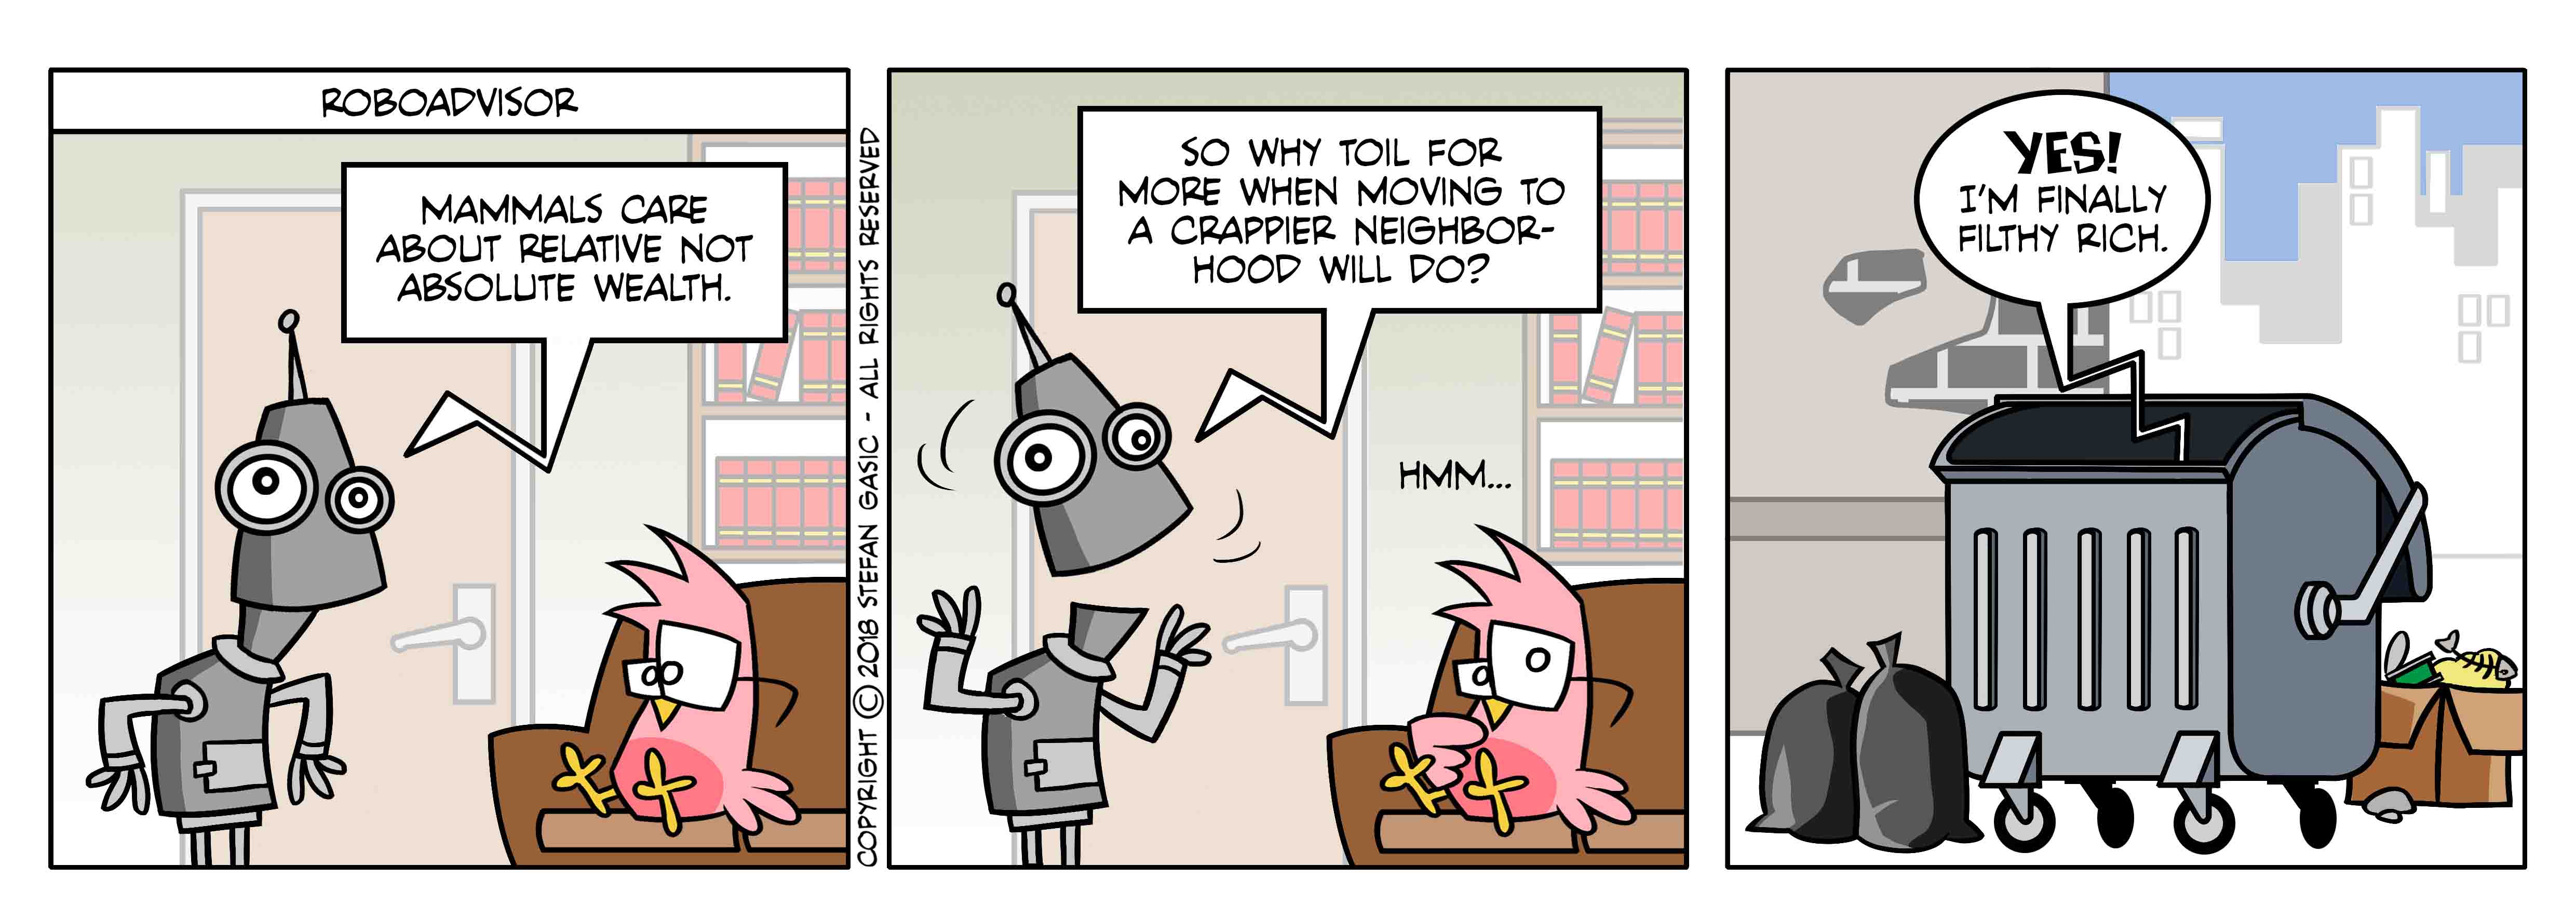 ROBOADVISOR
MAMMALS CARE
ABOUT RELATIVE NOT
ABSOLUTE WEALTH.
COPYRIGHT © 2018 STEFAN GASIC - ALL RIGHTS RESERVED
SO WHY TOIL FOR
MORE WHEN MOVING TO
A CRAPPIER NEIGHBOR-
HOOD WILL DO?
HMM...
YES!
I'M FINALLY
FILTHY RICH.